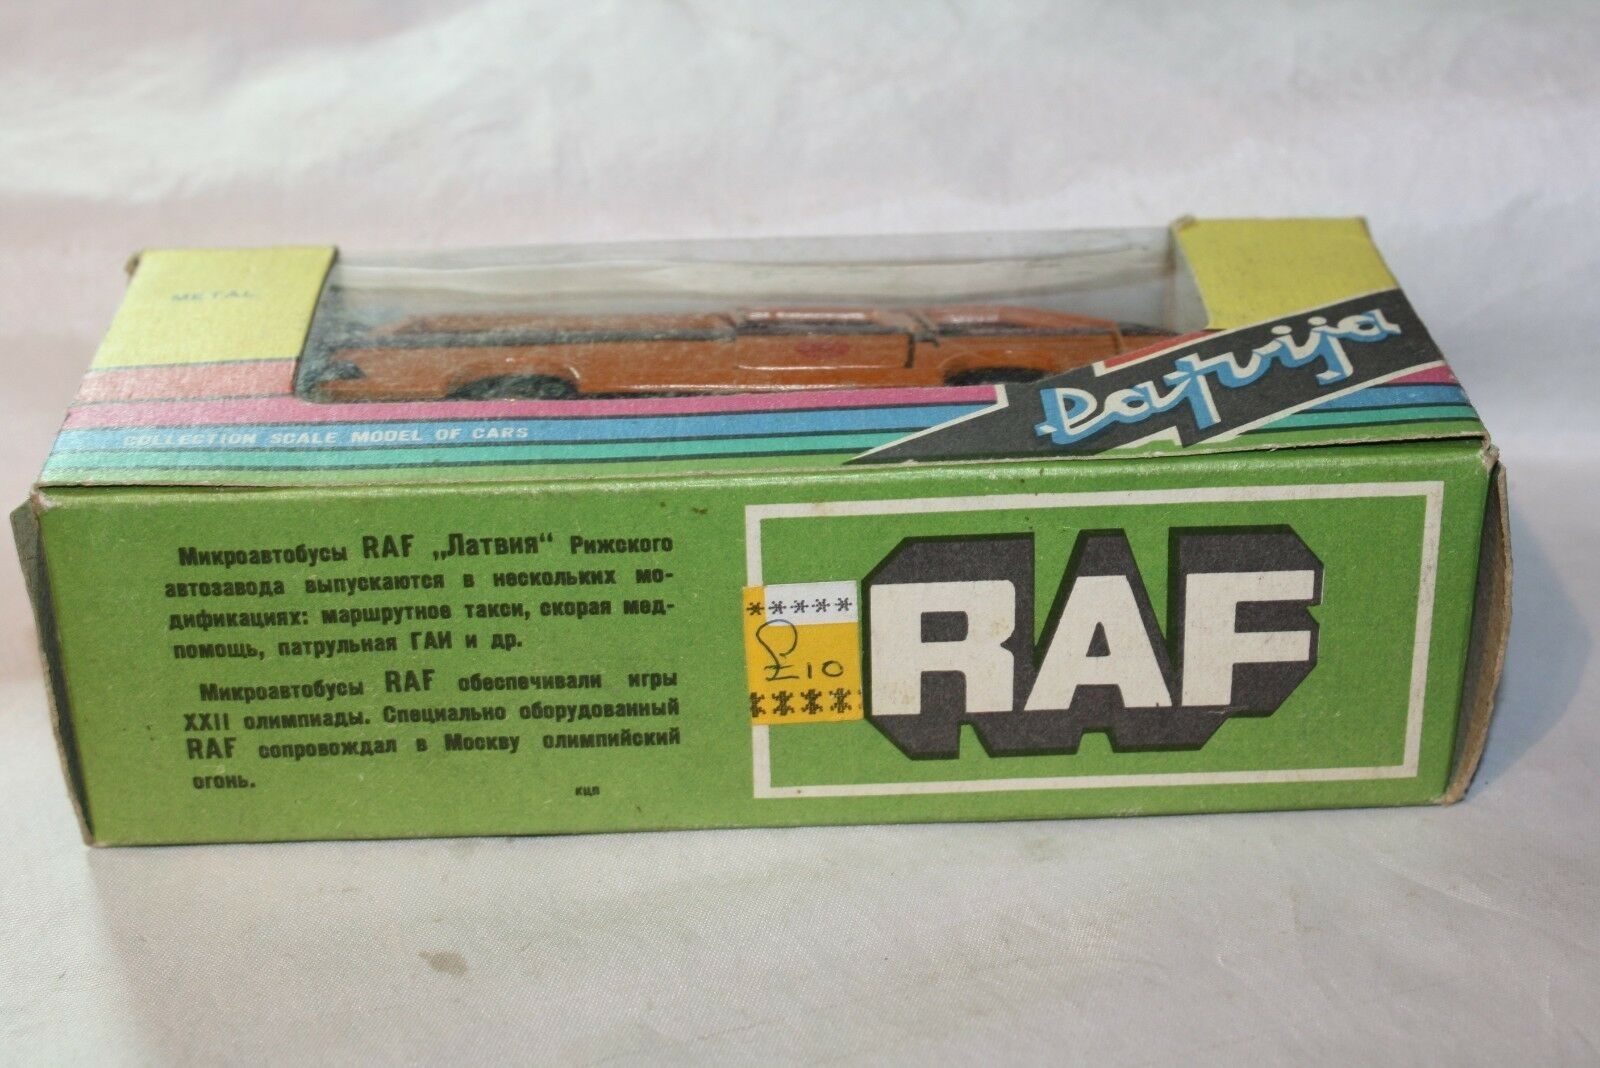 METAL
COLLECTION SCALE MODEL OF CARS
Latvija
Микроавтобусы RAF „Латвия“ Рижского
автозавода выпускаются в нескольких мо-
дификациях: маршрутное такси, скорая мед-
помощь, патрульная ГАИ и др.
Микроавтобусы RAF обеспечивали игры
XXII олимпиады. Специально оборудованный
RAF сопровождал в Москву олимпийский
огонь.
КЦП
*****
£10
****
RAF